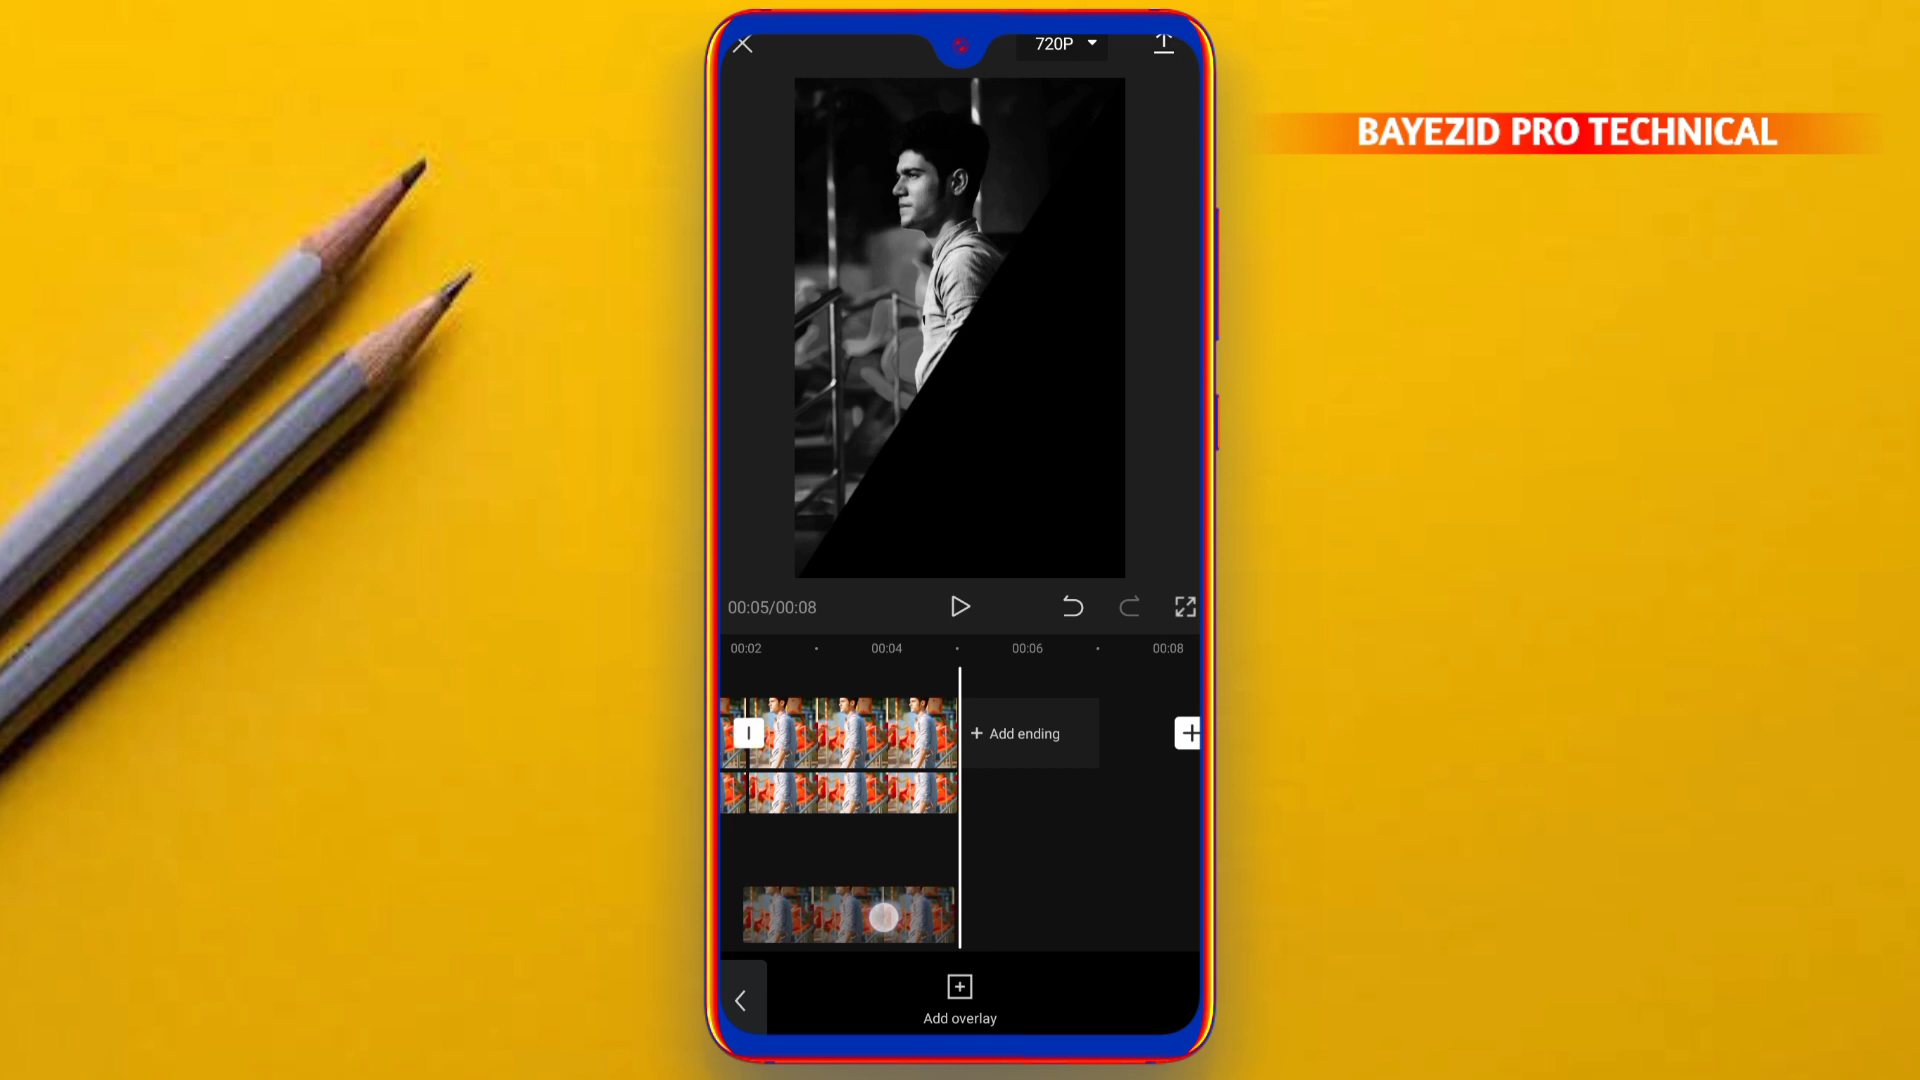 720P
BAYEZID PRO TECHNICAL
00:05/00:08
00:02 00:04 00:06 00:08
+ Add ending
Add overlay